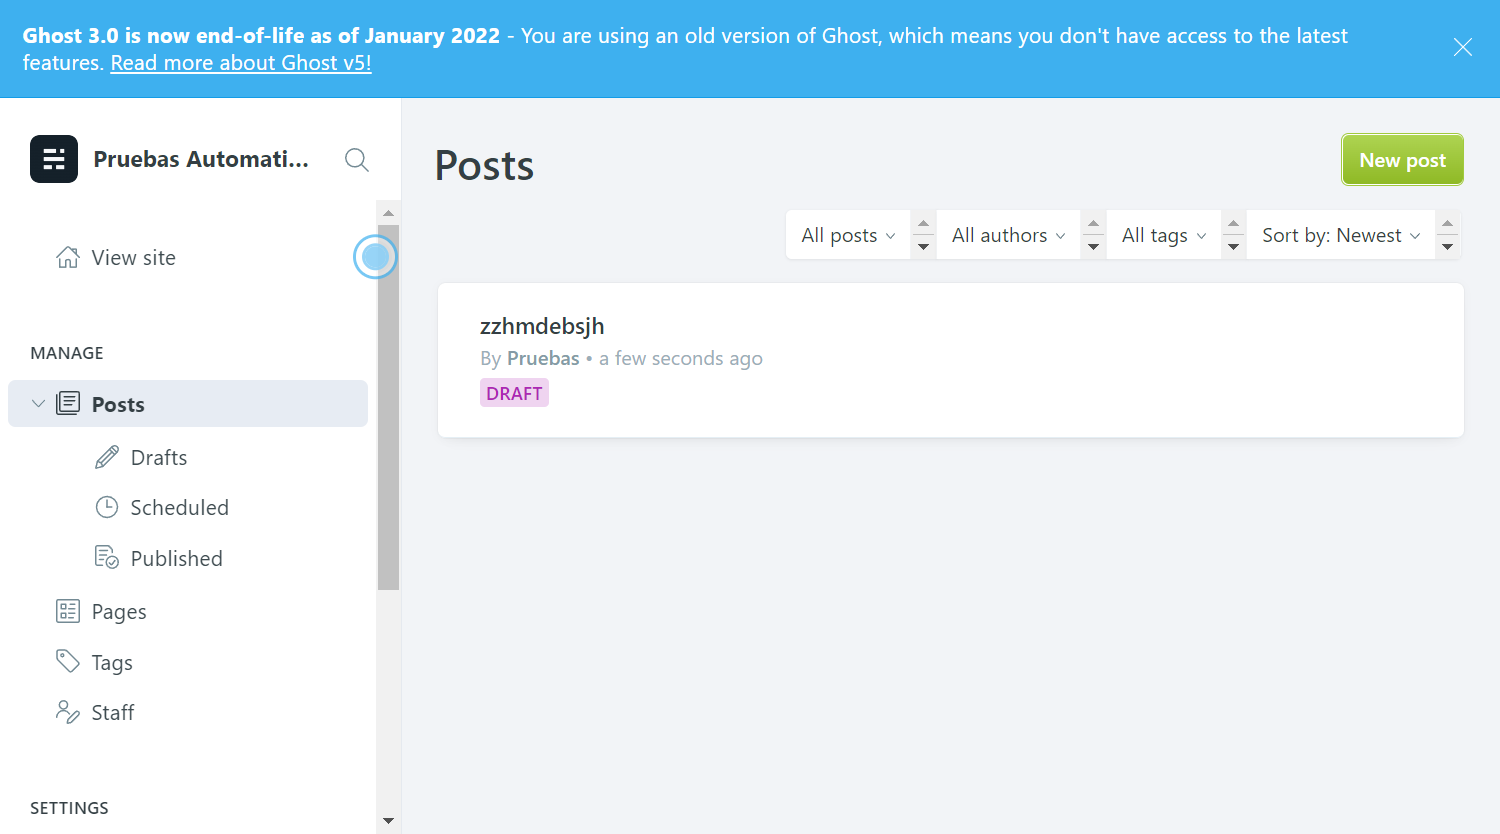 Ghost 3.0 is now end-of-life as of January 2022 - You are using an old version of Ghost, which means you don't have access to the latest
features. Read more about Ghost v5!
Pruebas Automati...
View site
MANAGE
Posts
Drafts
Scheduled
Published
Pages
Tags
Staff
SETTINGS
Posts
New post
All posts
All authors
All tags
Sort by: Newest
zzhmdebsjh
By Pruebas • a few seconds ago
DRAFT